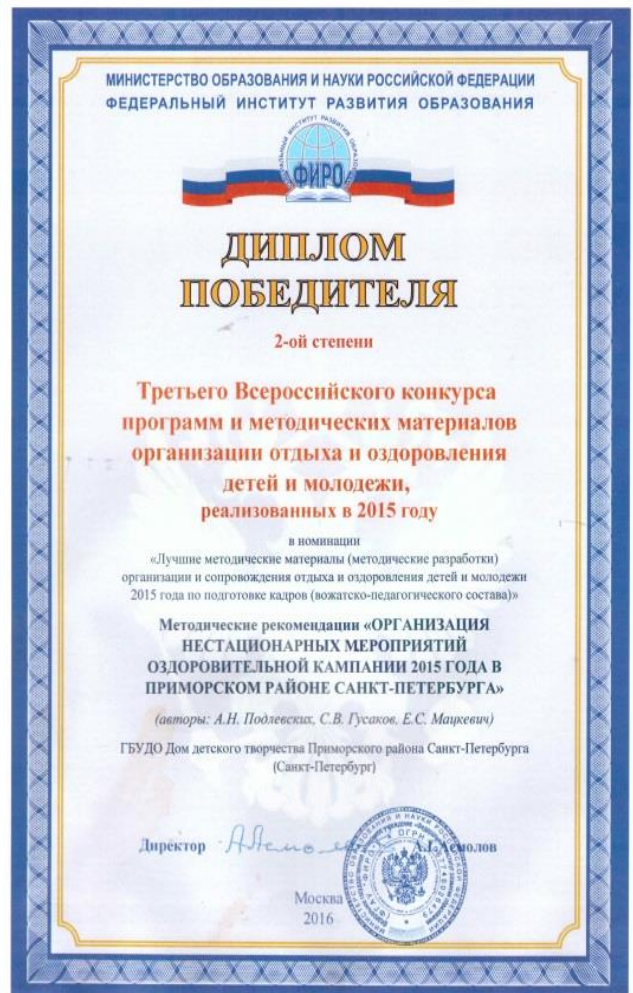 МИНИСТЕРСТВО ОБРАЗОВАНИЯ И НАУКИ РОССИЙСКОЙ ФЕДЕРАЦИИ
ФЕДЕРАЛЬНЫЙ ИНСТИТУТ РАЗВИТИЯ ОБРАЗОВАНИЯ
ФИРО
ДИПЛОМ
ПОБЕДИТЕЛЯ
2-ой степени
Третьего Всероссийского конкурса
программ и методических материалов
организации отдыха и оздоровления
детей и молодежи,
реализованных в 2015 году
в номинации
«Лучшие методические материалы (методические разработки)
организации и сопровождения отдыха и оздоровления детей и молодежи
2015 года по подготовке кадров (вожатско-педагогического состава)»
Методические рекомендации «ОРГАНИЗАЦИЯ
НЕСТАЦИОНАРНЫХ МЕРОПРИЯТИЙ
ОЗДОРОВИТЕЛЬНОЙ КАМПАНИИ 2015 ГОДА В
ПРИМОРСКОМ РАЙОНЕ САНКТ-ПЕТЕРБУРГА»
(авторы: А.Н. Подлевских, С.В. Гусаков, Е.С. Мацкевич)
ГБУДО Дом детского творчества Приморского района Санкт-Петербурга
(Санкт-Петербург)
Директор А.Г. Асмолов
Москва
2016